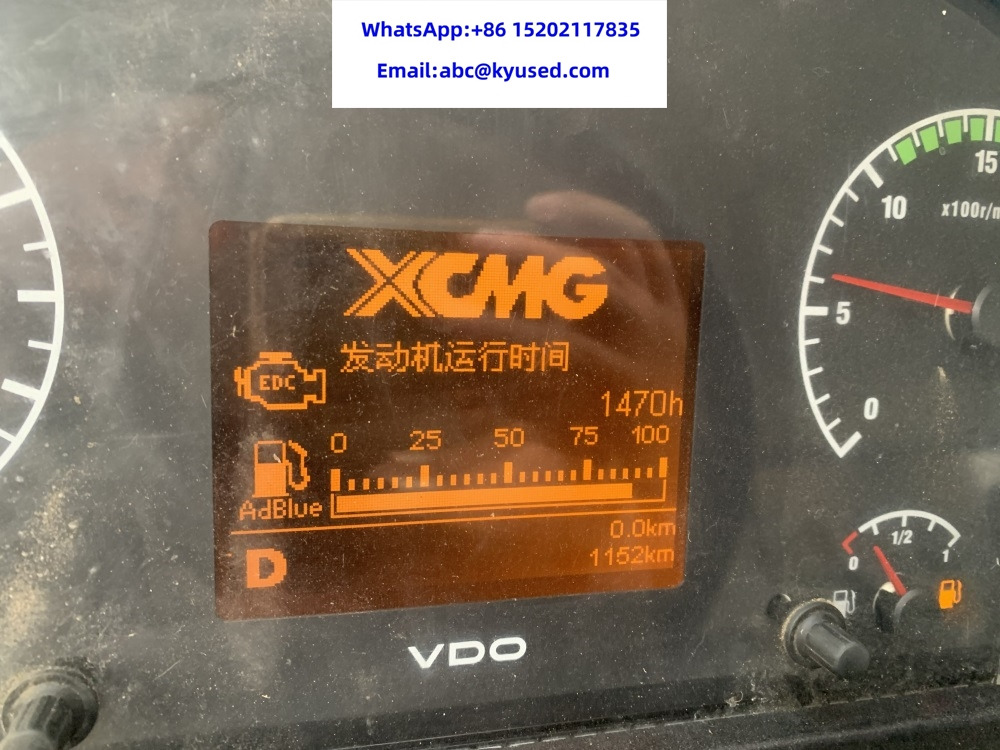 WhatsApp:+86 15202117835
Email:abc@kyused.com
XCMG
发动机运行时间
EDC
1470h
0 25 50 75 100
AdBlue
0.0km
D
1152km
VDO
15
10
x100r/m
5
0
1/2
0 1